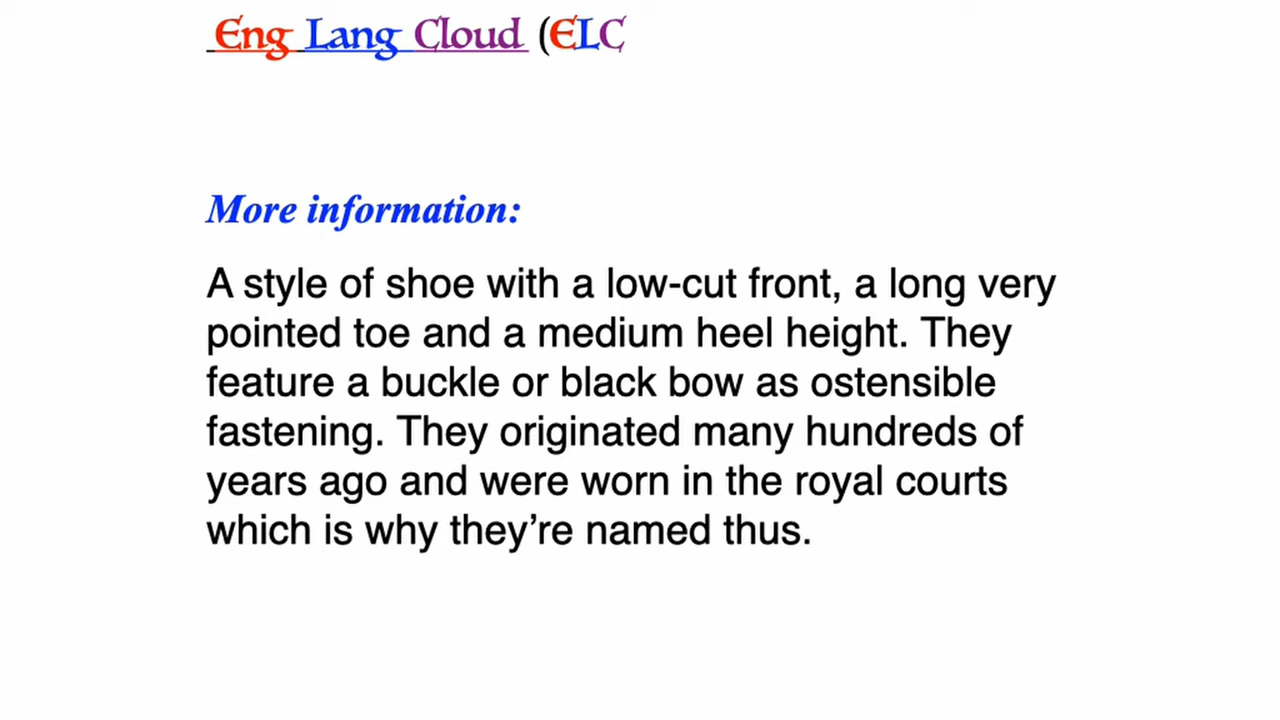 Eng Lang Cloud (ELC
More information:
A style of shoe with a low-cut front, a long very
pointed toe and a medium heel height. They
feature a buckle or black bow as ostensible
fastening. They originated many hundreds of
years ago and were worn in the royal courts
which is why they’re named thus.